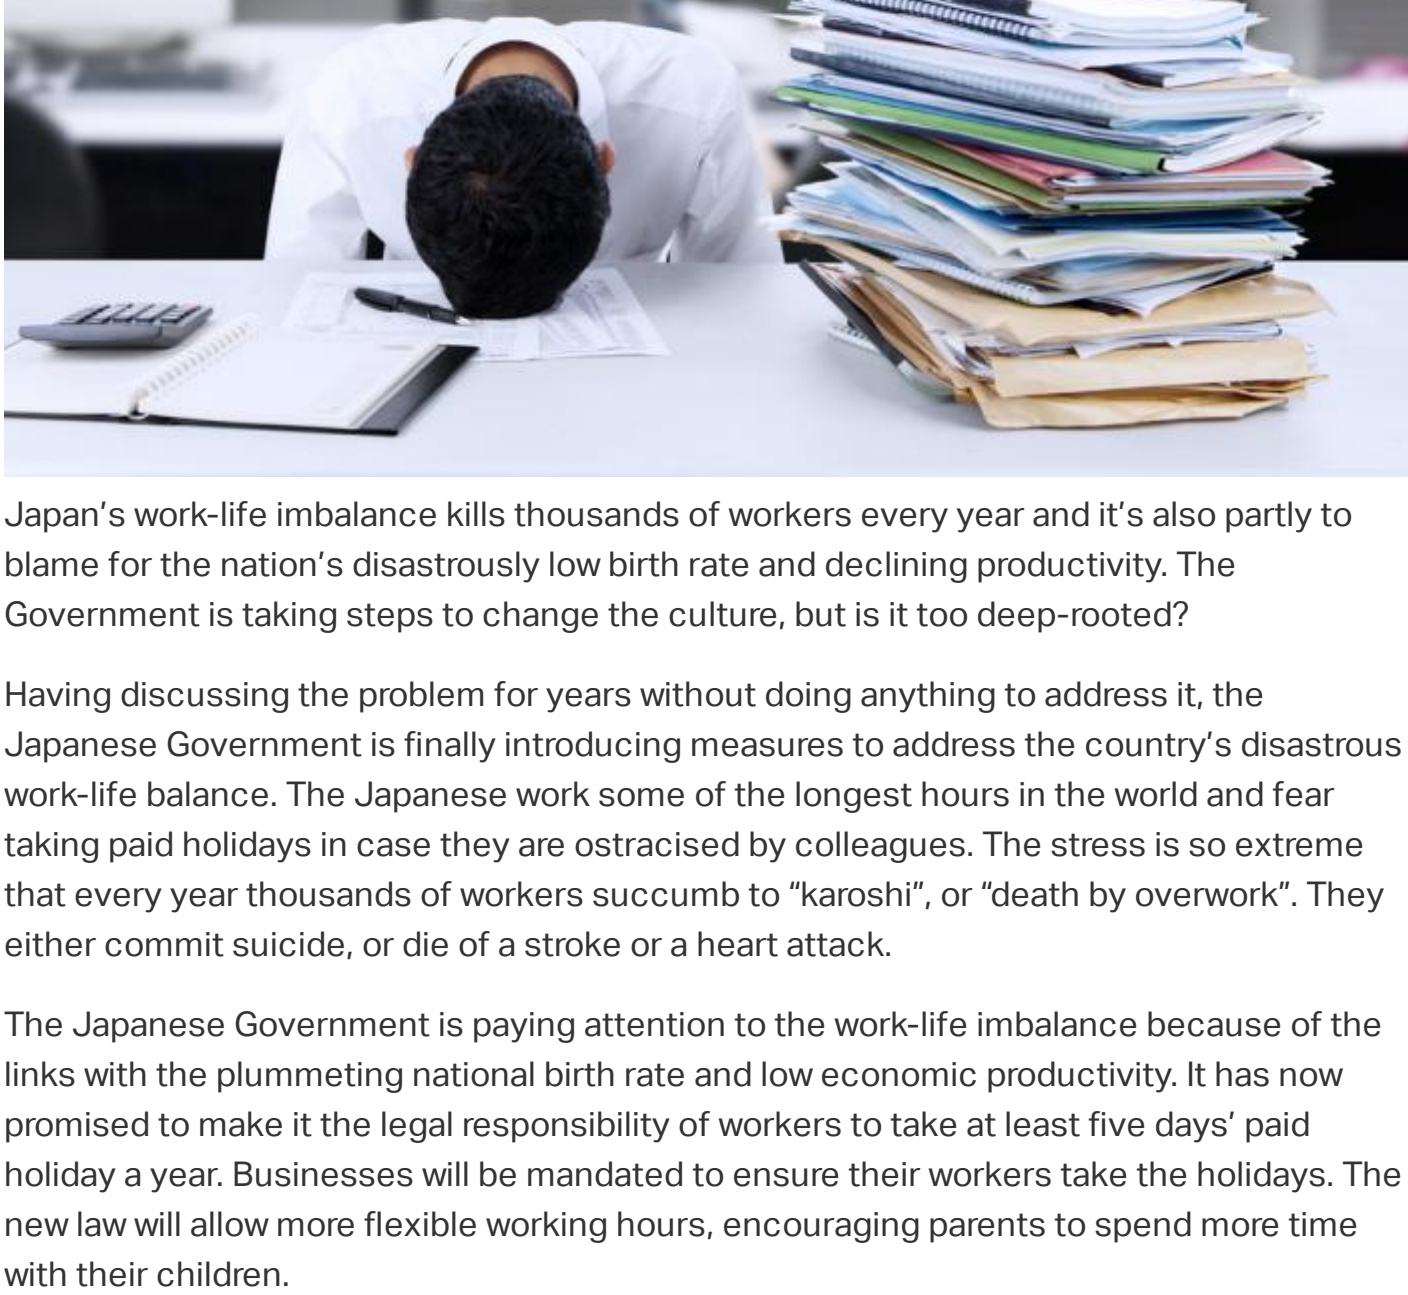 Japan’s work-life imbalance kills thousands of workers every year and it’s also partly to
blame for the nation’s disastrously low birth rate and declining productivity. The
Government is taking steps to change the culture, but is it too deep-rooted?
Having discussing the problem for years without doing anything to address it, the
Japanese Government is finally introducing measures to address the country’s disastrous
work-life balance. The Japanese work some of the longest hours in the world and fear
taking paid holidays in case they are ostracised by colleagues. The stress is so extreme
that every year thousands of workers succumb to “karoshi”, or “death by overwork”. They
either commit suicide, or die of a stroke or a heart attack.
The Japanese Government is paying attention to the work-life imbalance because of the
links with the plummeting national birth rate and low economic productivity. It has now
promised to make it the legal responsibility of workers to take at least five days’ paid
holiday a year. Businesses will be mandated to ensure their workers take the holidays. The
new law will allow more flexible working hours, encouraging parents to spend more time
with their children.